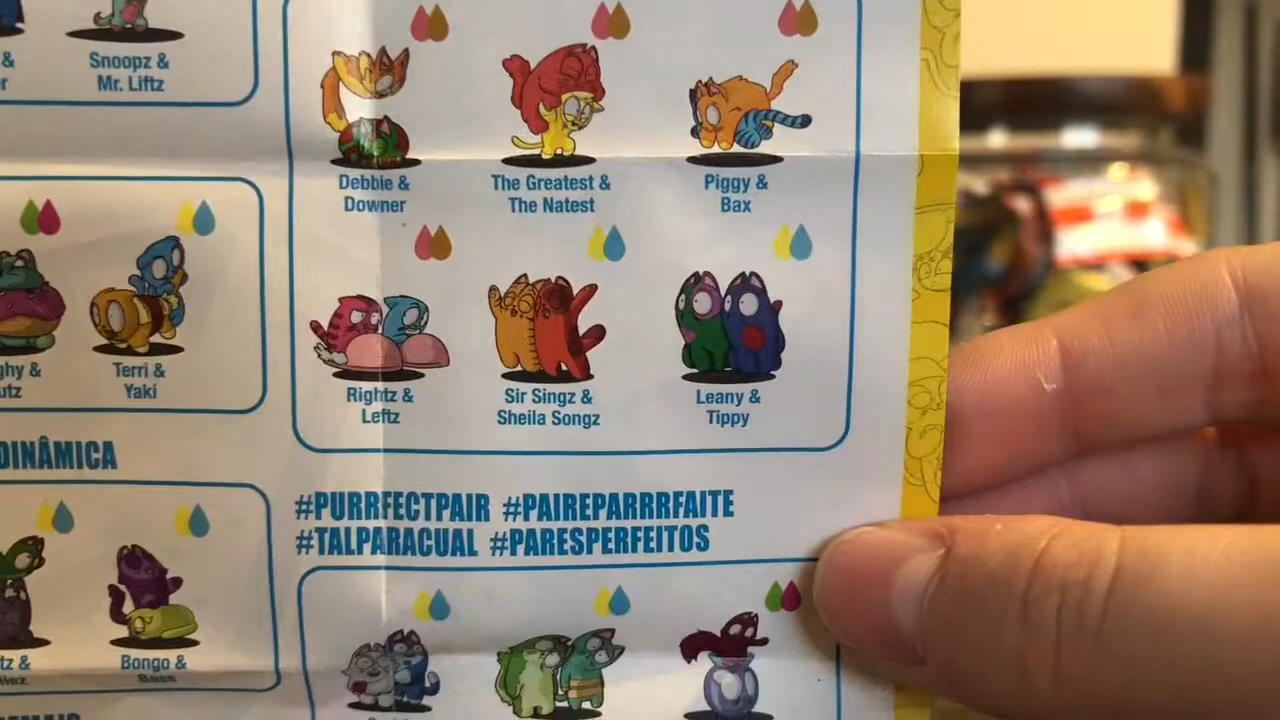 Snoopz &
Mr. Liftz
Debbie &
Downer
The Greatest &
The Natest
Piggy &
Bax
Terri &
Yaki
Rightz &
Leftz
Sir Singz &
Sheila Songz
Leany &
Tippy
DINÂMICA
#PURRFECTPAIR #PAIREPARRRFAITE
#TALPARACUAL #PARESPERFEITOS
Bongo &
Bass